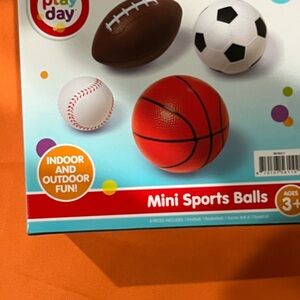 play
day
INDOOR
AND
OUTDOOR
FUN!
Mini Sports Balls
AGES
3+